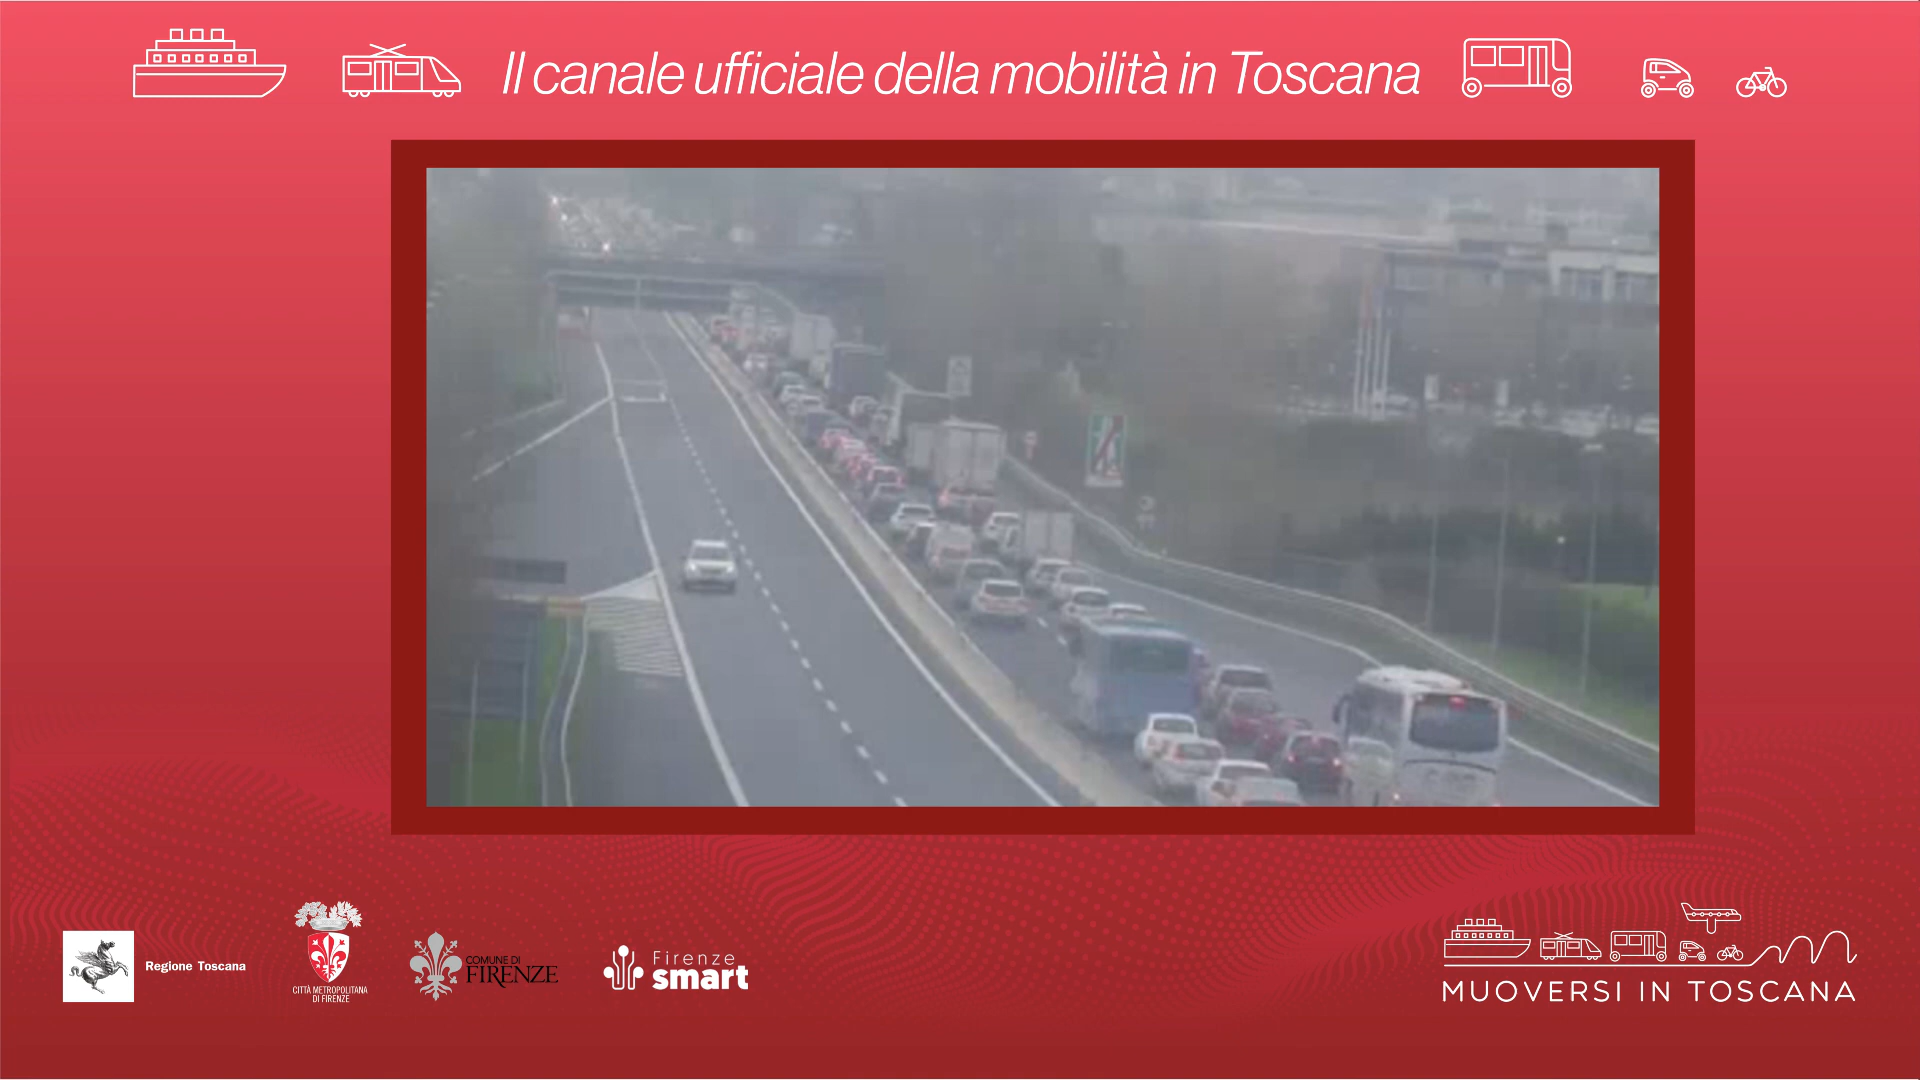 Il canale ufficiale della mobilità in Toscana
Regione Toscana
CITTÀ METROPOLITANA
DI FIRENZE
COMUNE DI
FIRENZE
Firenze
smart
MUOVERSI IN TOSCANA